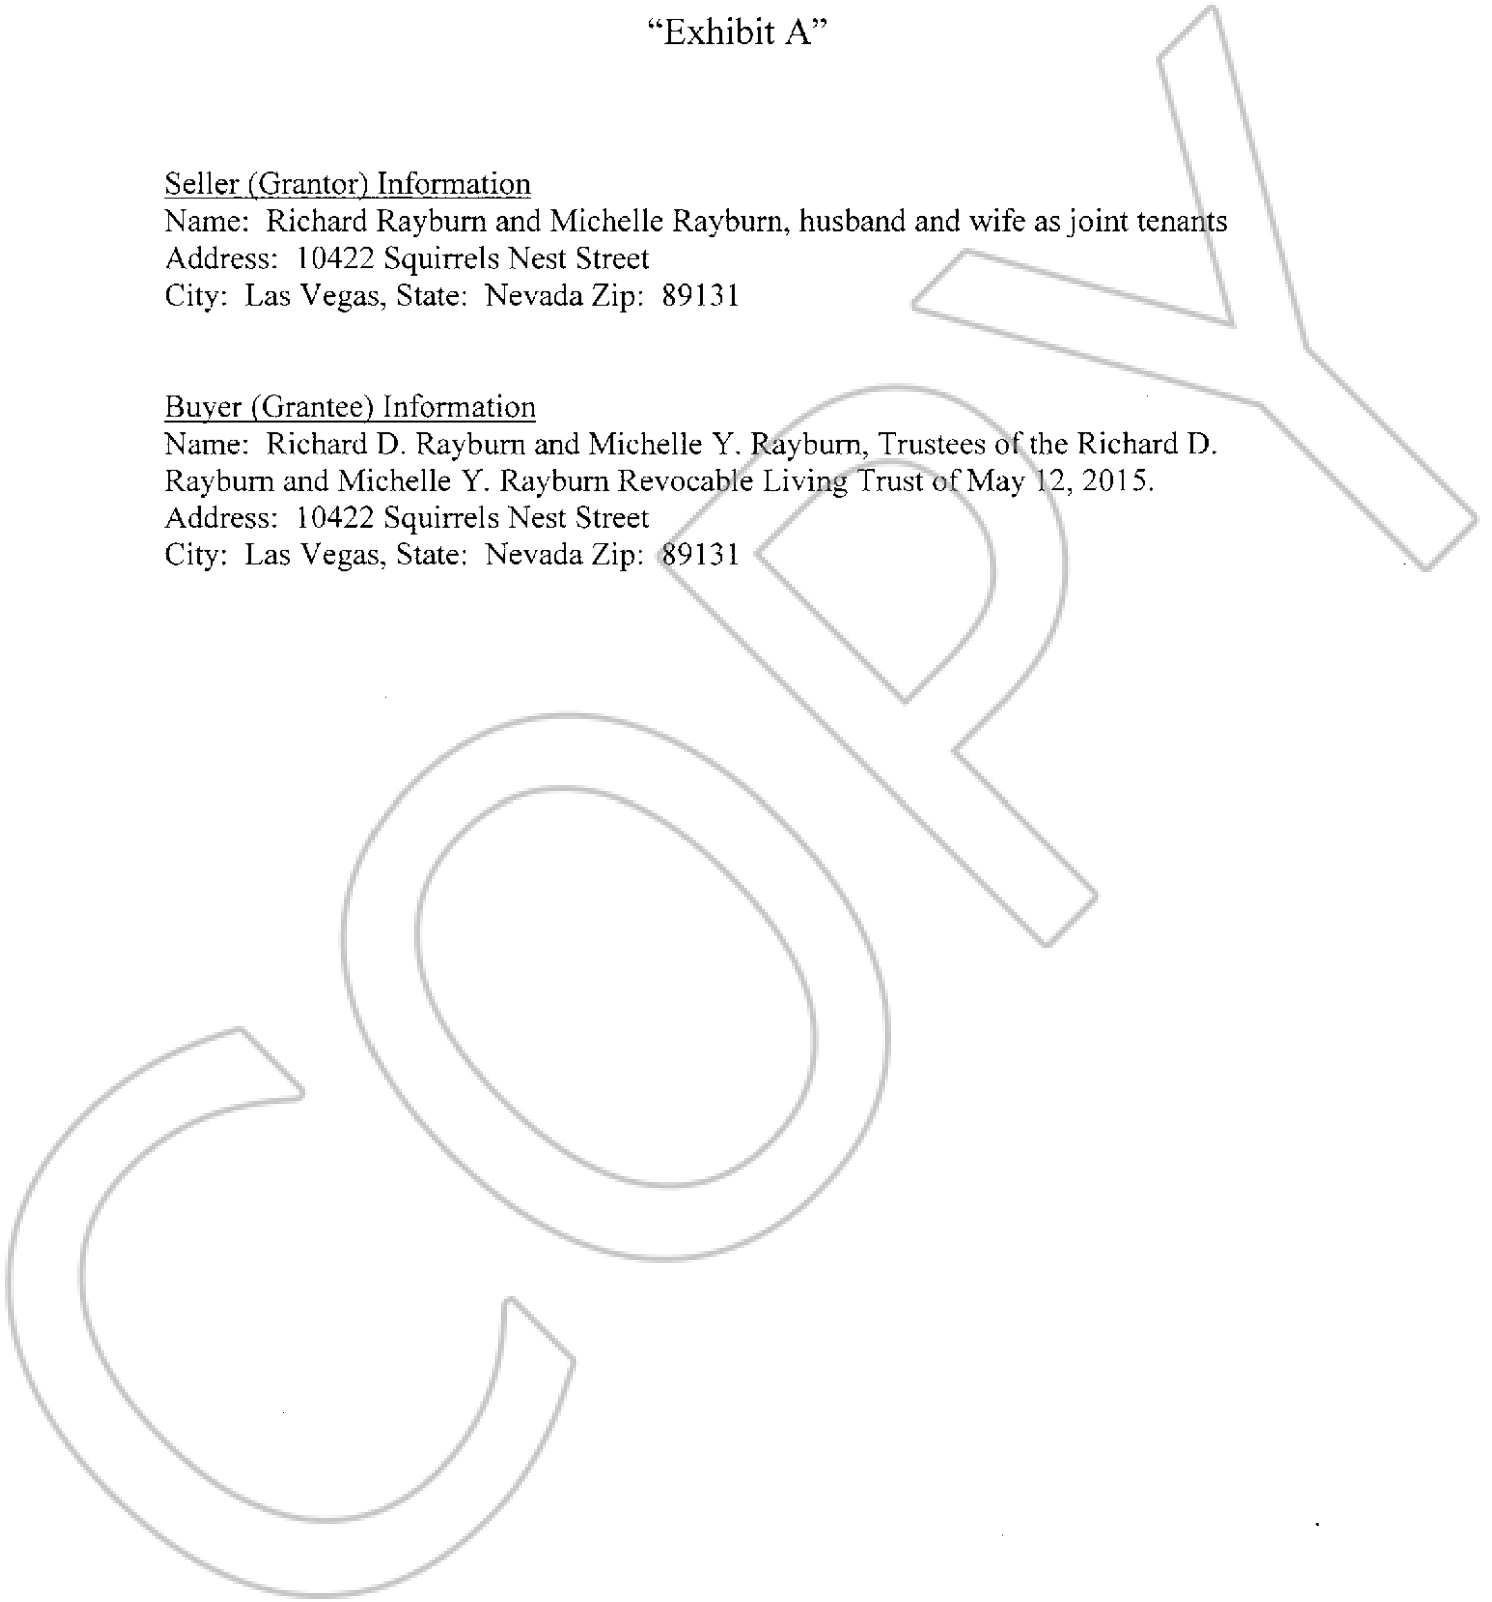 “Exhibit A”
Seller (Grantor) Information
Name: Richard Rayburn and Michelle Rayburn, husband and wife as joint tenants
Address: 10422 Squirrels Nest Street
City: Las Vegas, State: Nevada Zip: 89131
Buyer (Grantee) Information
Name: Richard D. Rayburn and Michelle Y. Rayburn, Trustees of the Richard D.
Rayburn and Michelle Y. Rayburn Revocable Living Trust of May 12, 2015.
Address: 10422 Squirrels Nest Street
City: Las Vegas, State: Nevada Zip: 89131
COPY